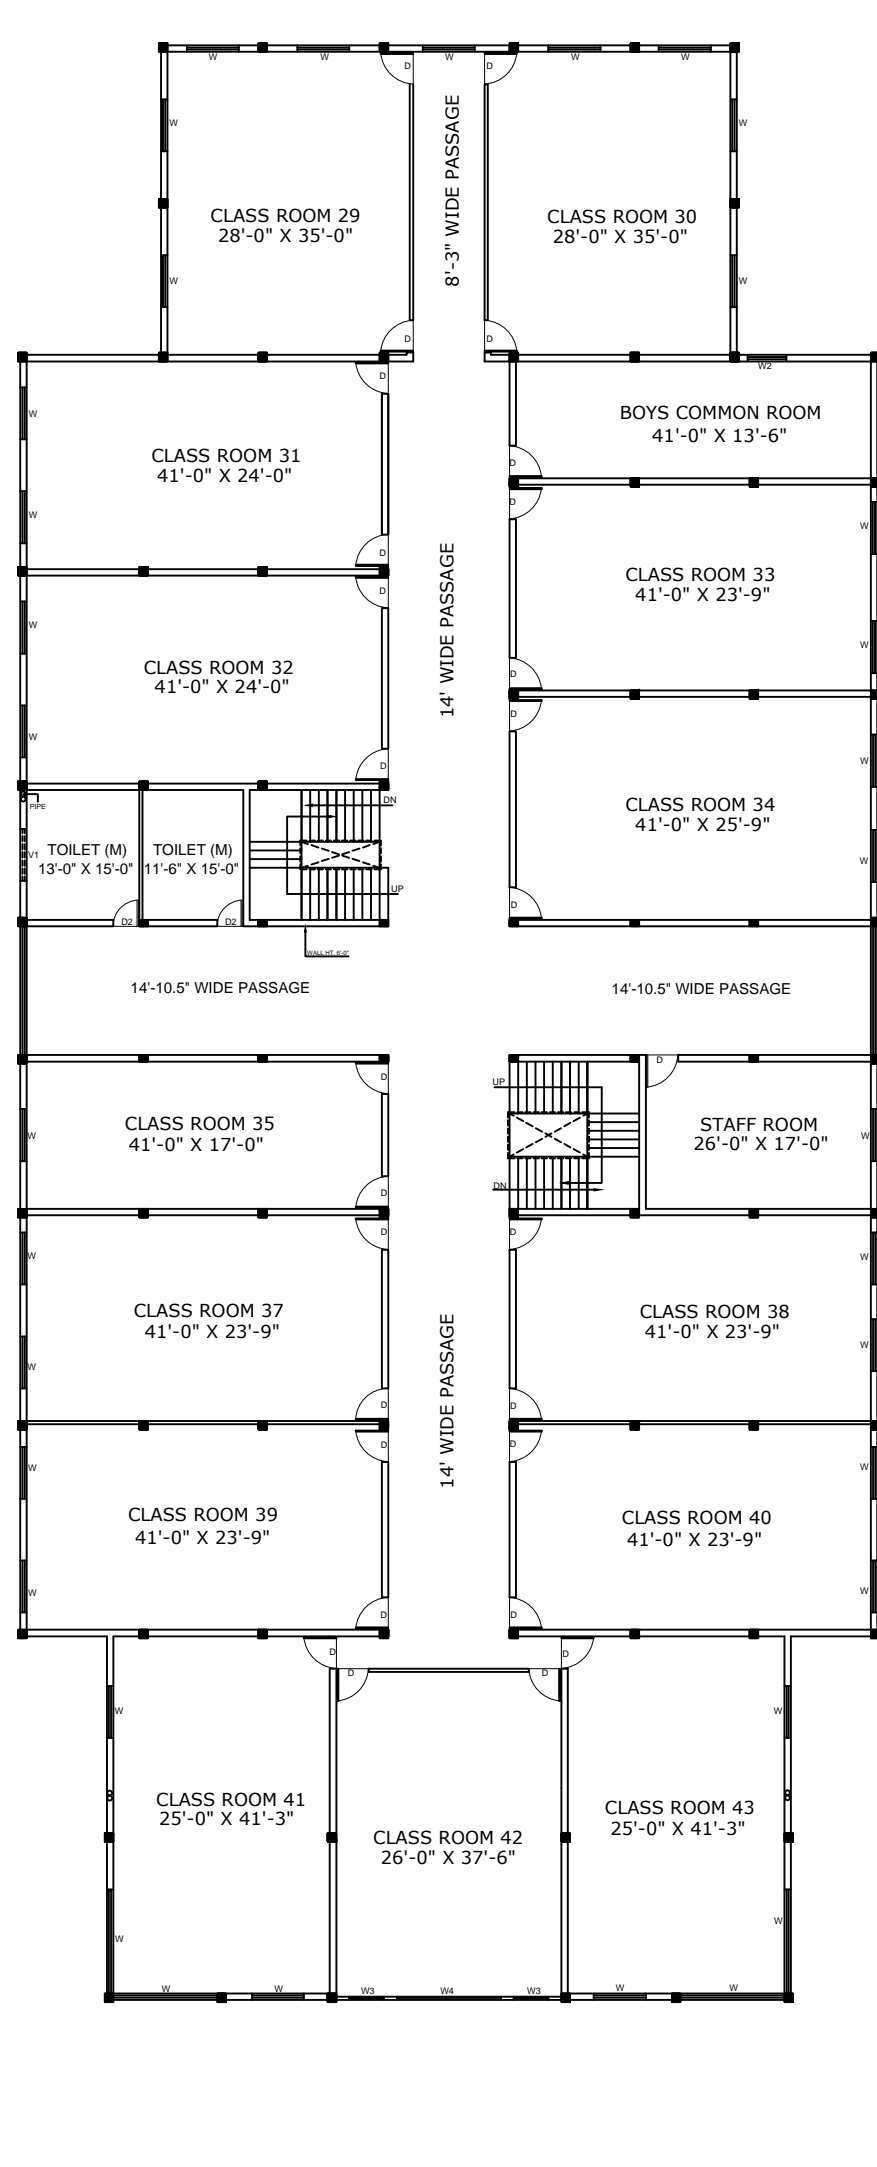 W
W
W
W
W
D
D
W
W
8'-3" WIDE PASSAGE
CLASS ROOM 29
28'-0" X 35'-0"
CLASS ROOM 30
28'-0" X 35'-0"
W
W
D
D
W2
D
W
BOYS COMMON ROOM
41'-0" X 13'-6"
CLASS ROOM 31
41'-0" X 24'-0"
D
W
D
W
D
14' WIDE PASSAGE
CLASS ROOM 33
41'-0" X 23'-9"
D
W
W
CLASS ROOM 32
41'-0" X 24'-0"
D
D
W
W
D
DN
PIPE
CLASS ROOM 34
41'-0" X 25'-9"
V1
TOILET (M)
13'-0" X 15'-0"
TOILET (M)
11'-6" X 15'-0"
W
UP
D
D2
D2
WALL HT. 6'-0"
14'-10.5" WIDE PASSAGE
14'-10.5" WIDE PASSAGE
D
D
UP
CLASS ROOM 35
41'-0" X 17'-0"
W
STAFF ROOM
26'-0" X 17'-0"
W
DN
D
D
D
W
W
CLASS ROOM 37
41'-0" X 23'-9"
CLASS ROOM 38
41'-0" X 23'-9"
W
W
14' WIDE PASSAGE
D
D
D
D
W
W
CLASS ROOM 39
41'-0" X 23'-9"
CLASS ROOM 40
41'-0" X 23'-9"
W
W
D
D
D
D
D
D
W
W
CLASS ROOM 41
25'-0" X 41'-3"
CLASS ROOM 43
25'-0" X 41'-3"
CLASS ROOM 42
26'-0" X 37'-6"
W
W
W
W
W3
W4
W3
W
W